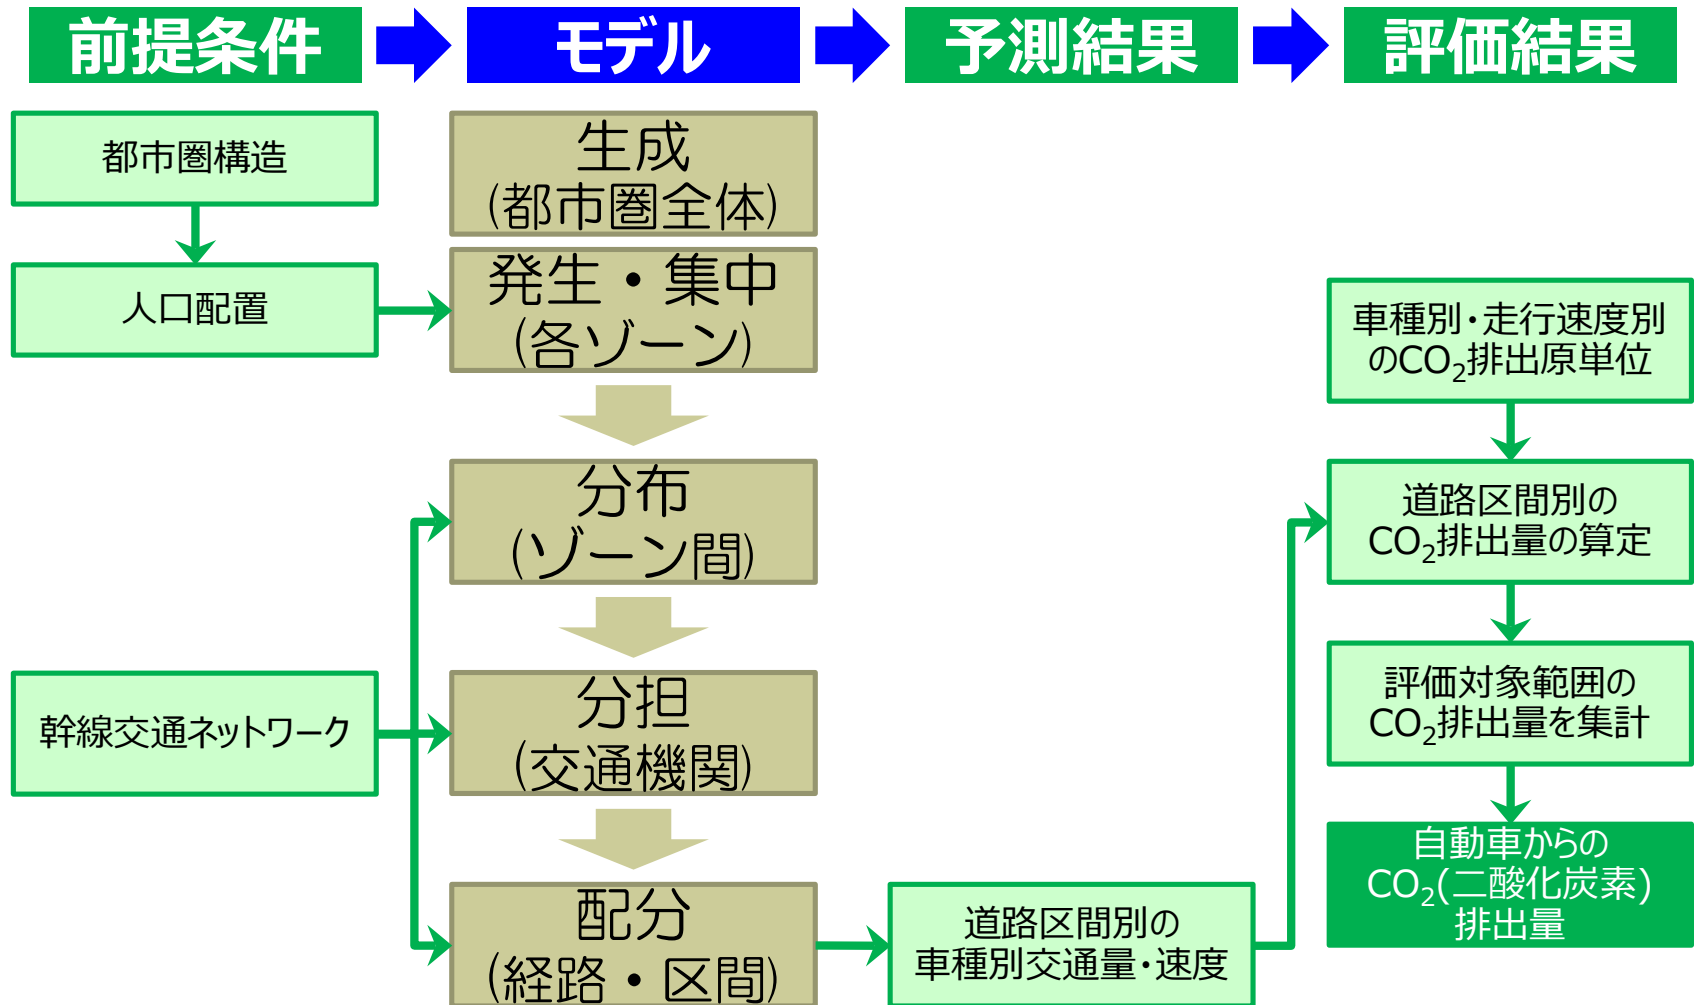 前提条件
モデル
予測結果
評価結果
都市圏構造
人口配置
幹線交通ネットワーク
生成
(都市圏全体)
発生・集中
(各ゾーン)
分布
(ゾーン間)
分担
(交通機関)
配分
(経路・区間)
道路区間別の
車種別交通量・速度
車種別・走行速度別
のCO₂排出原単位
道路区間別の
CO₂排出量の算定
評価対象範囲の
CO₂排出量を集計
自動車からの
CO₂(二酸化炭素)
排出量